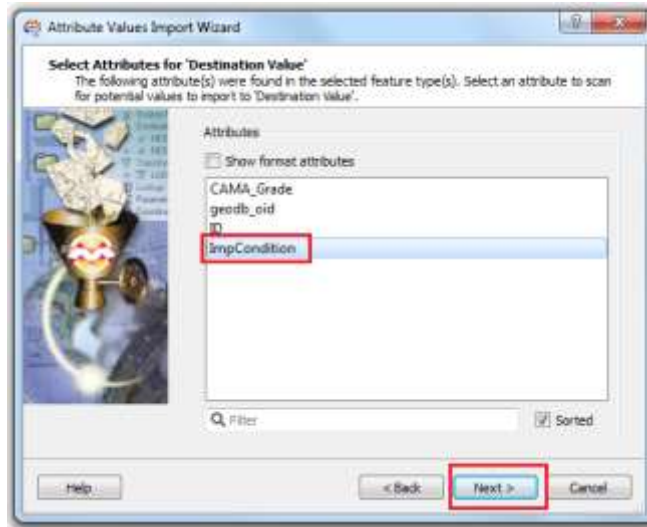 Attribute Values Import Wizard
Select Attributes for 'Destination Value'
The following attribute(s) were found in the selected feature type(s). Select an attribute to scan
for potential values to import to 'Destination Value'.
Attributes
Show format attributes
CAMA_Grade
geodb_oid
ID
ImpCondition
Filter
Sorted
Help
< Back
Next >
Cancel